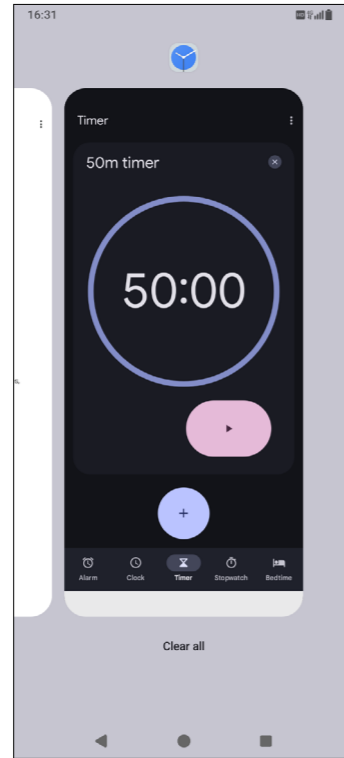 16:31
Timer
50m timer
50:00
Alarm
Clock
Timer
Stopwatch
Bedtime
Clear all